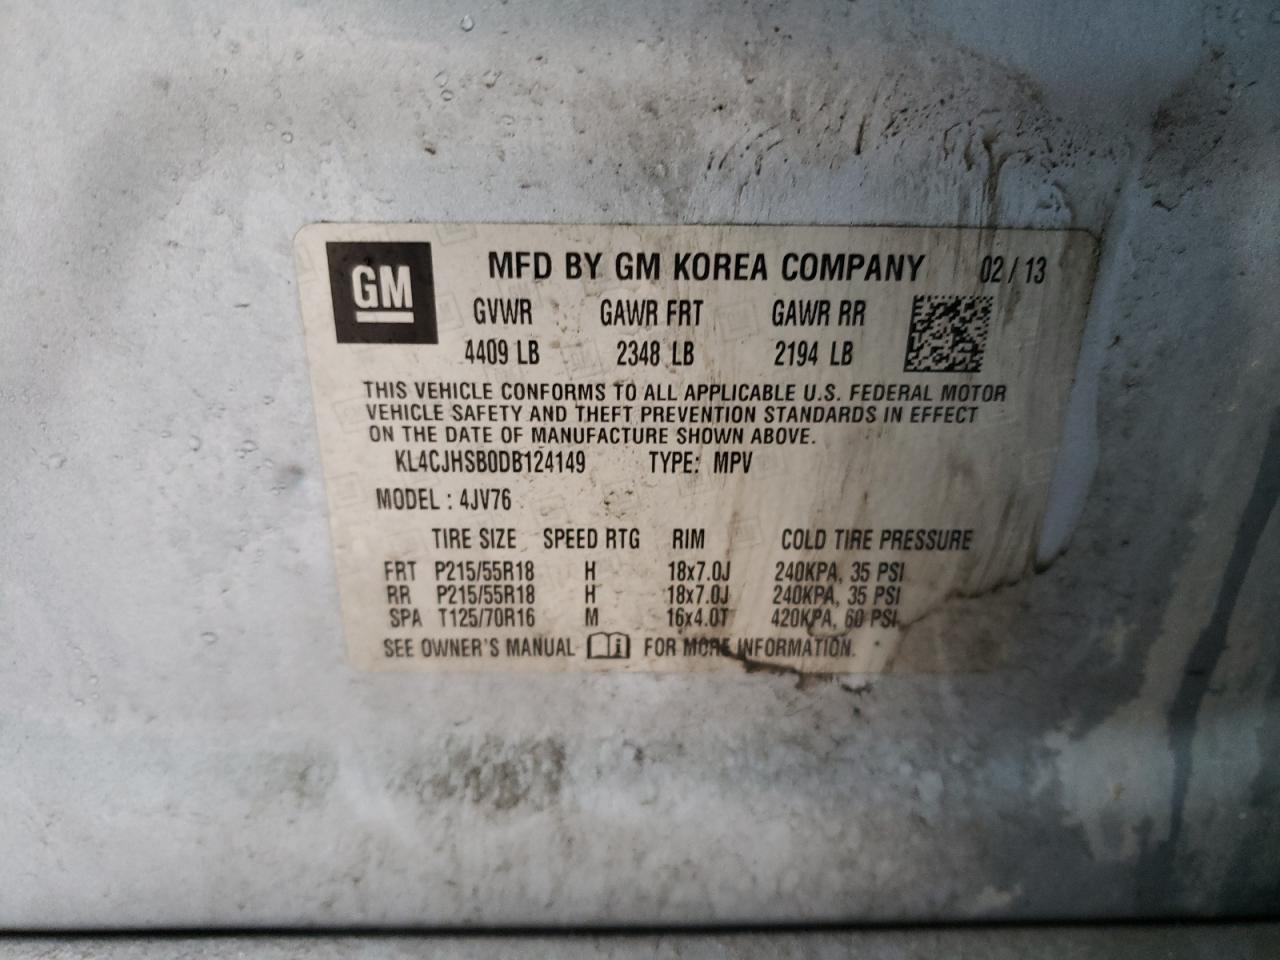 GM MFD BY GM KOREA COMPANY 02/13
GVWR GAWR FRT GAWR RR
4409 LB 2348 LB 2194 LB
THIS VEHICLE CONFORMS TO ALL APPLICABLE U.S. FEDERAL MOTOR
VEHICLE SAFETY AND THEFT PREVENTION STANDARDS IN EFFECT
ON THE DATE OF MANUFACTURE SHOWN ABOVE.
KL4CJHSB0DB124149 TYPE: MPV
MODEL : 4JV76
TIRE SIZE SPEED RTG RIM COLD TIRE PRESSURE
FRT P215/55R18 H 18x7.0J 240KPA, 35 PSI
RR P215/55R18 H 18x7.0J 240KPA, 35 PSI
SPA T125/70R16 M 16x4.0T 420KPA, 60 PSI
SEE OWNER'S MANUAL i FOR MORE INFORMATION.